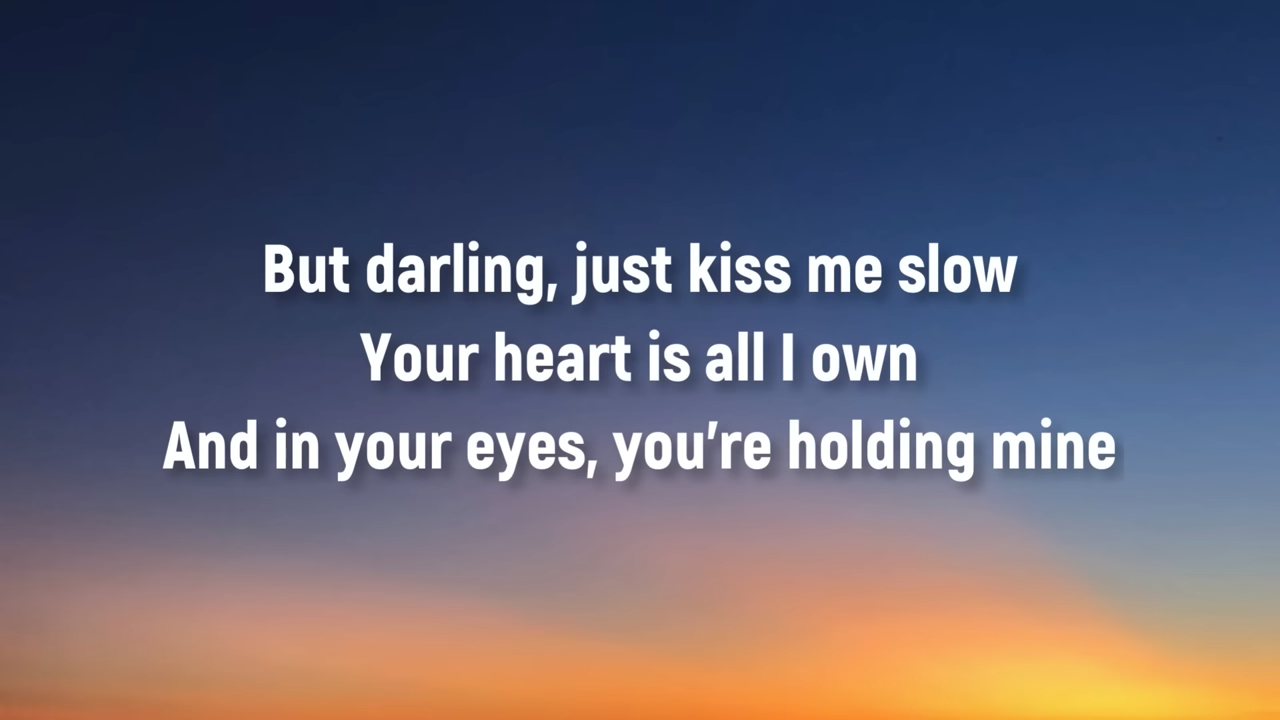 But darling, just kiss me slow
Your heart is all I own
And in your eyes, you’re holding mine